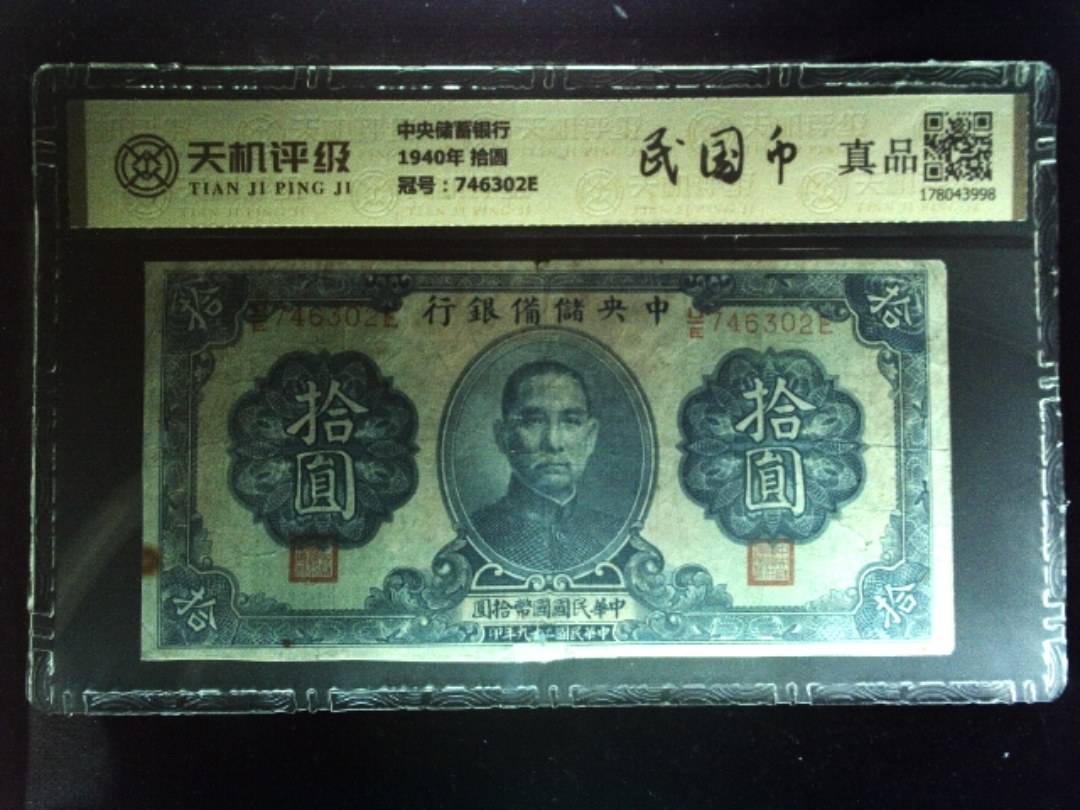 天机评级
TIAN JI PING JI
中央储蓄银行
1940年 拾圆
冠号：746302E
民国币
真品
178043998
拾
拾
中央儲備銀行
746302E
746302E
拾圓
拾圓
中華民國國幣拾圓
中華民國二十九年印
拾
拾